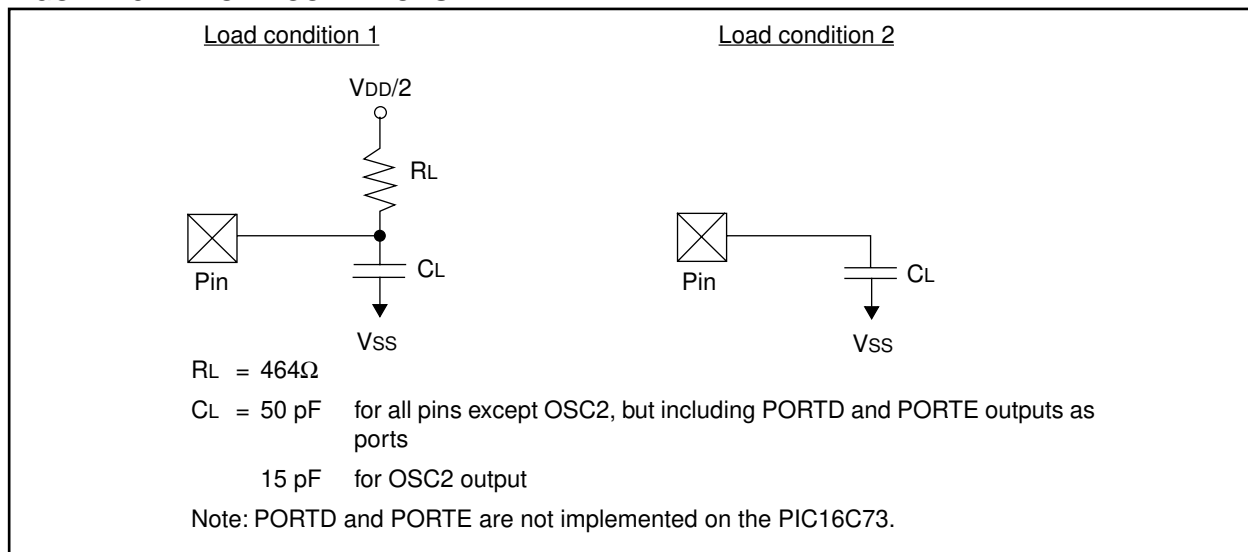 Load condition 1
Load condition 2
VDD/2
RL
Pin
CL
VSS
Pin
CL
VSS
RL = 464Ω
CL = 50 pF for all pins except OSC2, but including PORTD and PORTE outputs as
ports
15 pF for OSC2 output
Note: PORTD and PORTE are not implemented on the PIC16C73.